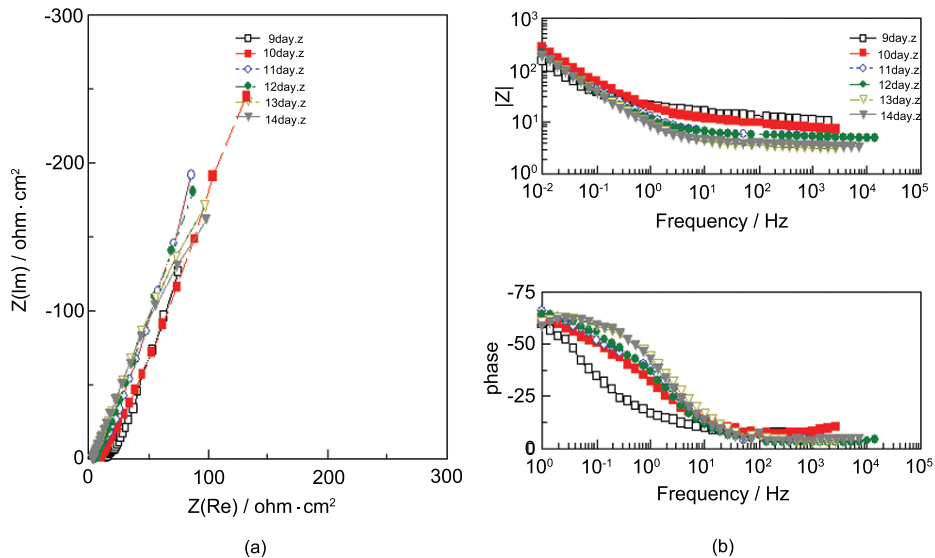 -300
-200
-100
0
0
100
200
300
Z(Im) / ohm·cm²
Z(Re) / ohm·cm²
9day.z
10day.z
11day.z
12day.z
13day.z
14day.z
(a)
10³
10²
10¹
10⁰
|Z|
9day.z
10day.z
11day.z
12day.z
13day.z
14day.z
10⁻² 10⁻¹ 10⁰ 10¹ 10² 10³ 10⁴ 10⁵
Frequency / Hz
-75
-50
-25
0
phase
10⁰ 10⁻¹ 10⁰ 10¹ 10² 10³ 10⁴ 10⁵
Frequency / Hz
(b)